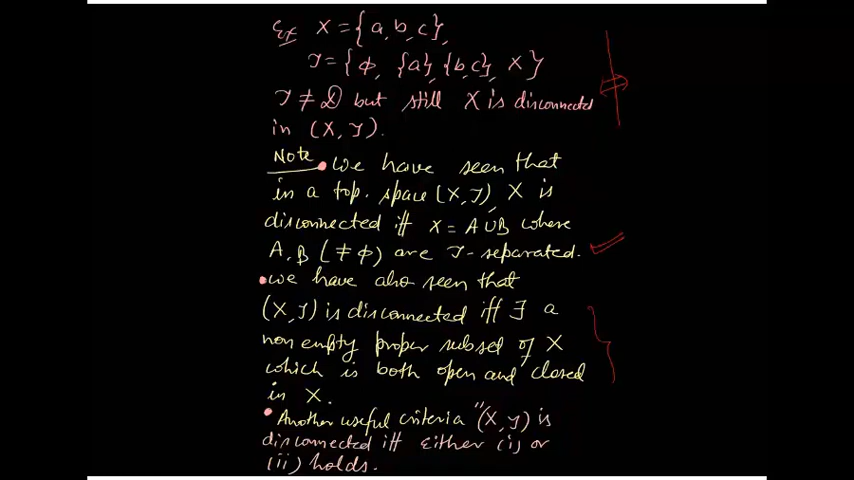 Ex X = {a, b, c},
T = {ϕ, {a}, {b, c}, X}
T ≠ D but still X is disconnected
in (X, T).
Note • we have seen that
in a top. space (X, T), X is
disconnected iff X = A ∪ B where
A, B (≠ ϕ) are T-separated.
• we have also seen that
(X, T) is disconnected iff ∃ a
non empty proper subset of X
which is both open and closed
in X.
• Another useful criteria "(X, T) is
disconnected iff either (i) or
(ii) holds.